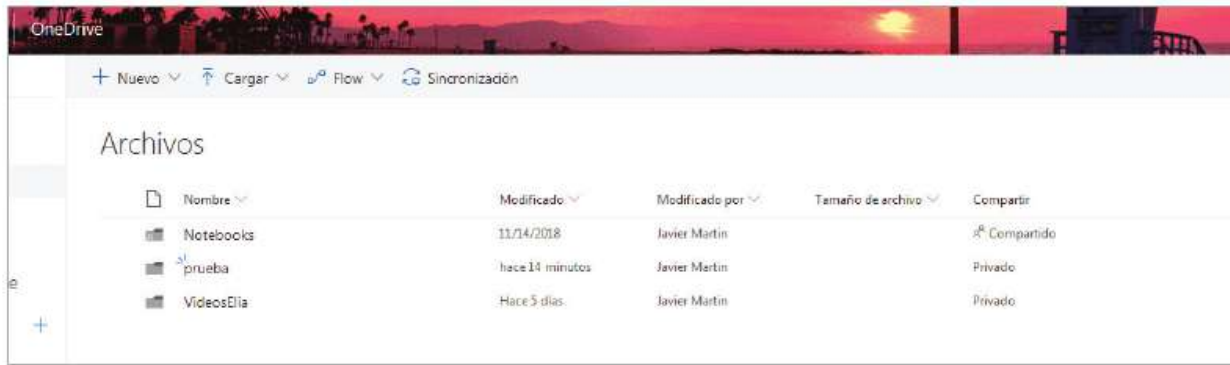 OneDrive
Nuevo Cargar Flow Sincronización
Archivos
Nombre Modificado Modificado por Tamaño de archivo Compartir
Notebooks 11/14/2018 Javier Martin Compartido
prueba hace 14 minutos Javier Martin Privado
VideosElia Hace 5 días Javier Martin Privado